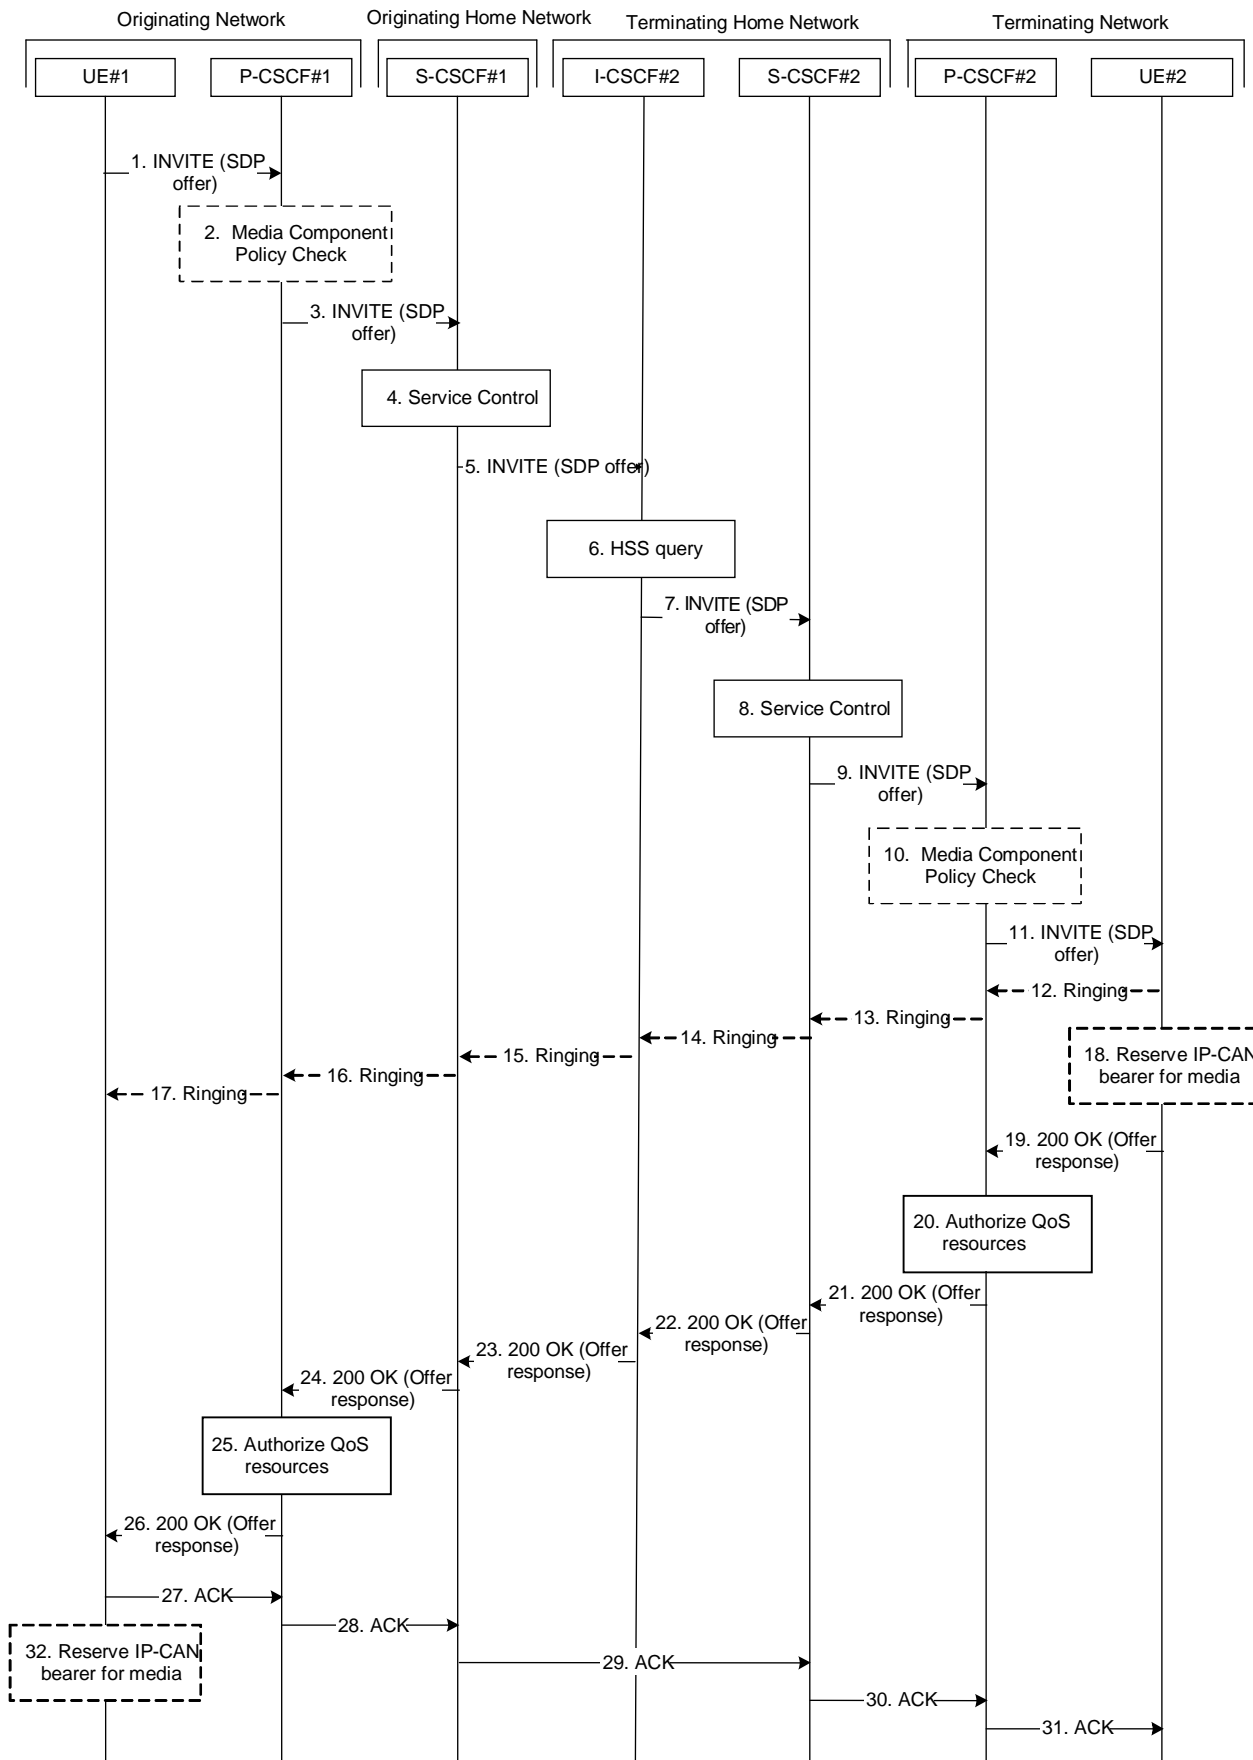 Originating Network
Originating Home Network
Terminating Home Network
Terminating Network
UE#1
P-CSCF#1
S-CSCF#1
I-CSCF#2
S-CSCF#2
P-CSCF#2
UE#2
1. INVITE (SDP
offer)
2. Media Component
Policy Check
3. INVITE (SDP
offer)
4. Service Control
5. INVITE (SDP offer)
6. HSS query
7. INVITE (SDP
offer)
8. Service Control
9. INVITE (SDP
offer)
10. Media Component
Policy Check
11. INVITE (SDP
offer)
12. Ringing
13. Ringing
14. Ringing
15. Ringing
16. Ringing
17. Ringing
18. Reserve IP-CAN
bearer for media
19. 200 OK (Offer
response)
20. Authorize QoS
resources
21. 200 OK (Offer
response)
22. 200 OK (Offer
response)
23. 200 OK (Offer
response)
24. 200 OK (Offer
response)
25. Authorize QoS
resources
26. 200 OK (Offer
response)
27. ACK
28. ACK
32. Reserve IP-CAN
bearer for media
29. ACK
30. ACK
31. ACK